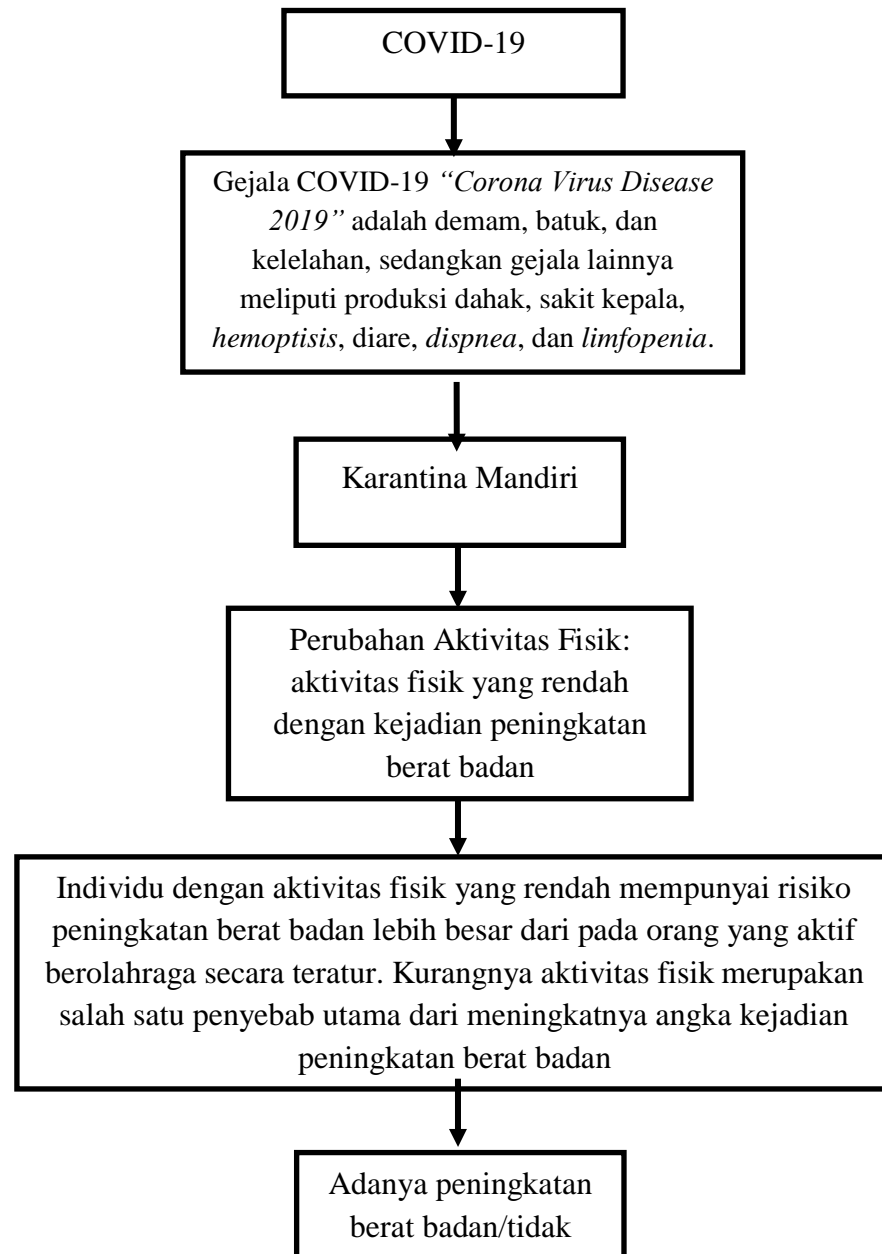 COVID-19
Gejala COVID-19 “Corona Virus Disease
2019” adalah demam, batuk, dan
kelelahan, sedangkan gejala lainnya
meliputi produksi dahak, sakit kepala,
hemoptisis, diare, dispnea, dan limfopenia.
Karantina Mandiri
Perubahan Aktivitas Fisik:
aktivitas fisik yang rendah
dengan kejadian peningkatan
berat badan
Individu dengan aktivitas fisik yang rendah mempunyai risiko
peningkatan berat badan lebih besar dari pada orang yang aktif
berolahraga secara teratur. Kurangnya aktivitas fisik merupakan
salah satu penyebab utama dari meningkatnya angka kejadian
peningkatan berat badan
Adanya peningkatan
berat badan/tidak